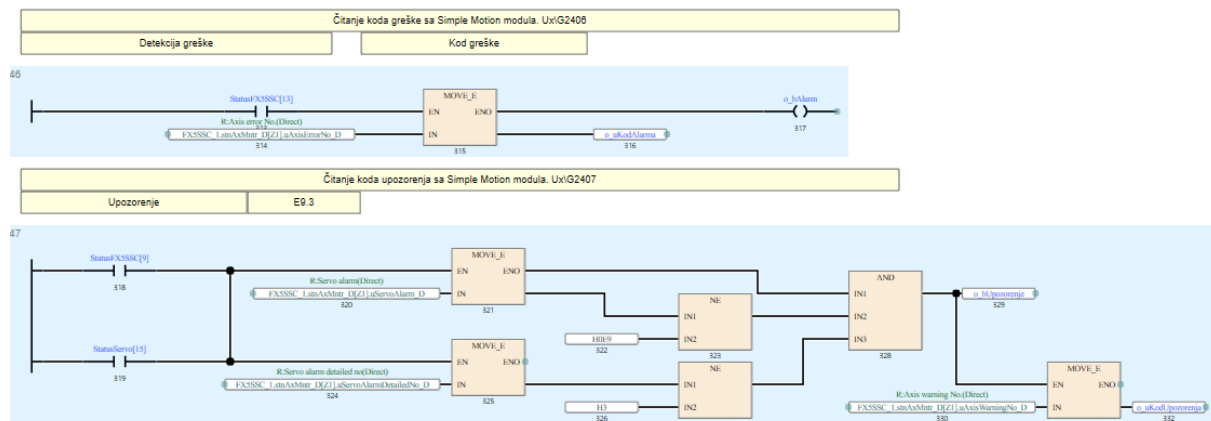 Čitanje koda greške sa Simple Motion modula. Ux\G2406
Detekcija greške
Kod greške
46
StatusFX5SSC[13]
312
R:Axis error No.(Direct)
FX5SSC_1.stnAxMntr_D[Z1].uAxisErrorNo_D
314
MOVE_E
EN ENO
IN
315
o_uKodAlarma
316
o_bAlarm
317
Čitanje koda upozorenja sa Simple Motion modula. Ux\G2407
Upozorenje
E9.3
47
StatusFX5SSC[9]
318
StatusServo[15]
319
R:Servo alarm(Direct)
FX5SSC_1.stnAxMntr_D[Z1].uServoAlarm_D
320
MOVE_E
EN ENO
IN
321
H0E9
322
NE
IN1
IN2
323
R:Servo alarm detailed no(Direct)
FX5SSC_1.stnAxMntr_D[Z1].uServoAlarmDetailedNo_D
324
MOVE_E
EN ENO
IN
325
H3
326
NE
IN1
IN2
AND
IN1
IN2
IN3
328
o_bUpozorenje
329
R:Axis warning No.(Direct)
FX5SSC_1.stnAxMntr_D[Z1].uAxisWarningNo_D
330
MOVE_E
EN ENO
IN
o_uKodUpozorenja
332